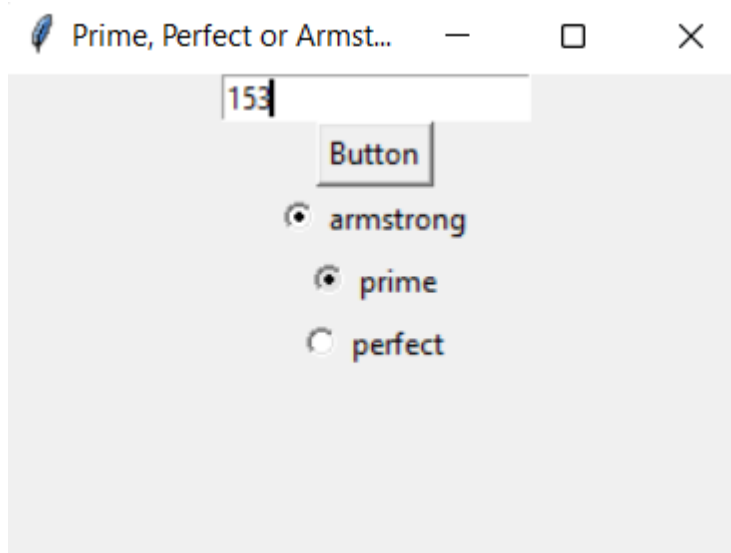 Prime, Perfect or Armst...
153
Button
armstrong
prime
perfect